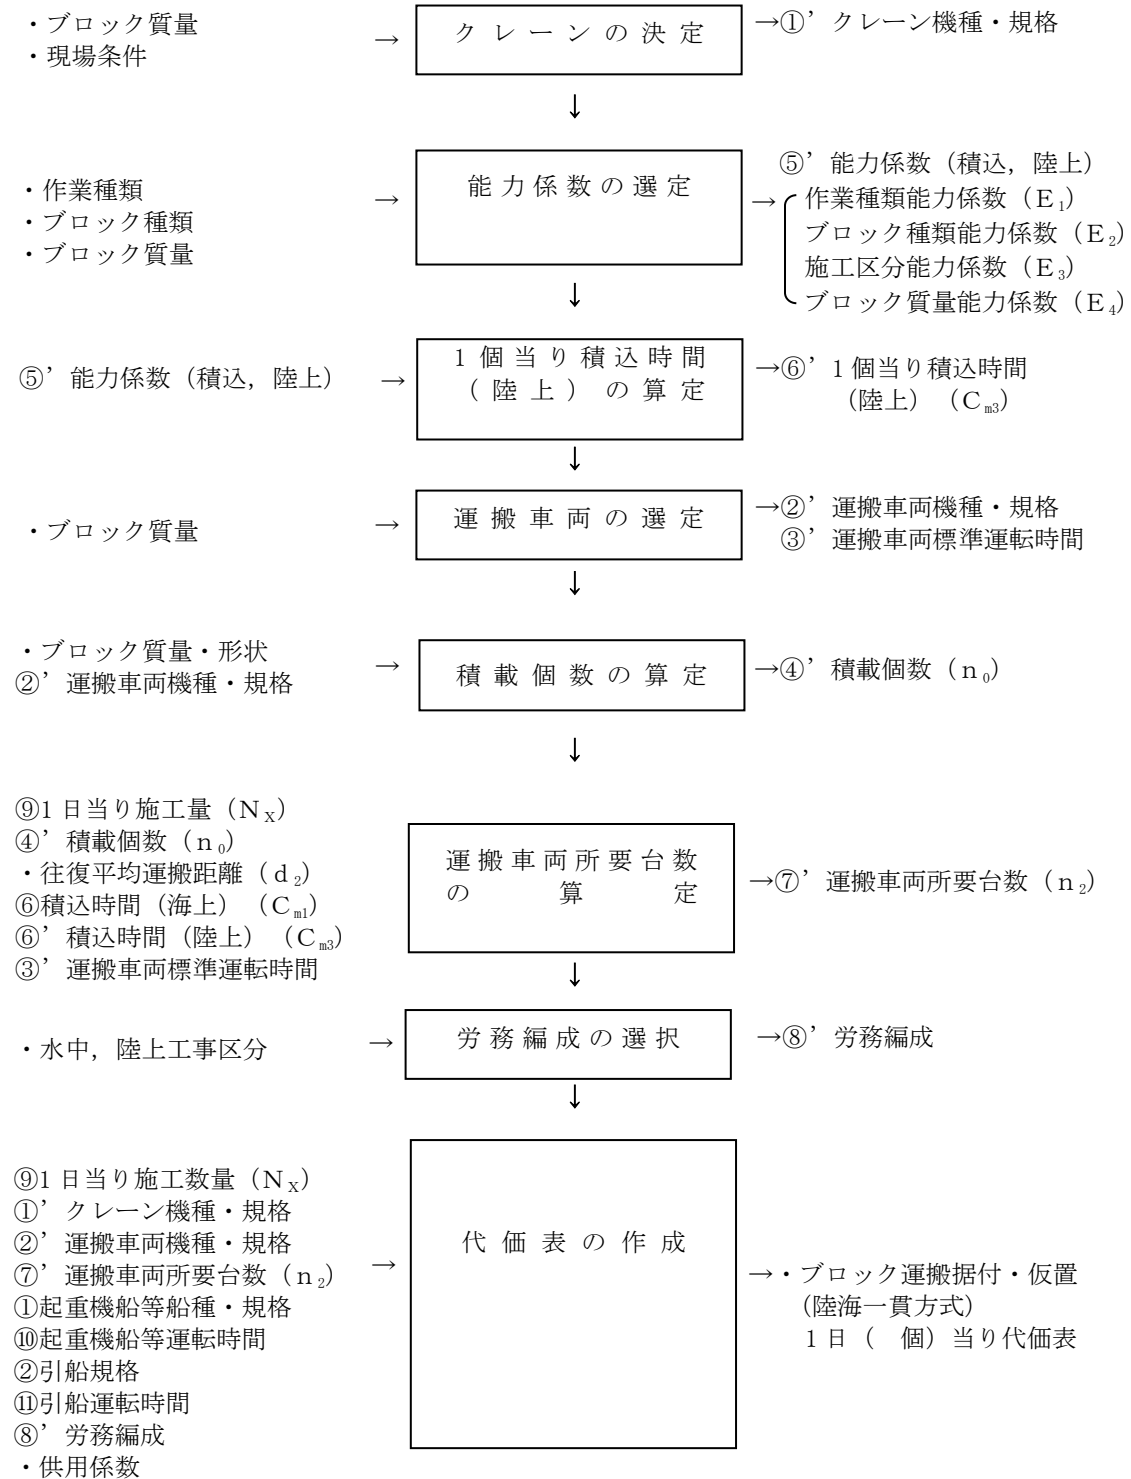 ・ブロック質量
・現場条件
→
クレーンの決定
→①’クレーン機種・規格
↓
・作業種類
・ブロック種類
・ブロック質量
→
能力係数の選定
→
⑤’能力係数（積込，陸上）
作業種類能力係数（Ｅ₁）
ブロック種類能力係数（Ｅ₂）
施工区分能力係数（Ｅ₃）
ブロック質量能力係数（Ｅ₄）
↓
⑤’能力係数（積込，陸上）
→
１個当り積込時間
（陸上）の算定
→⑥’１個当り積込時間
（陸上）（Ｃm3）
↓
・ブロック質量
→
運搬車両の選定
→②’運搬車両機種・規格
③’運搬車両標準運転時間
↓
・ブロック質量・形状
②’運搬車両機種・規格
→
積載個数の算定
→④’積載個数（ｎ₀）
↓
⑨1日当り施工量（ＮX）
④’積載個数（ｎ₀）
・往復平均運搬距離（ｄ₂）
⑥積込時間（海上）（Ｃm1）
⑥’積込時間（陸上）（Ｃm3）
③’運搬車両標準運転時間
運搬車両所要台数
の算定
→⑦’運搬車両所要台数（ｎ₂）
↓
・水中，陸上工事区分
→
労務編成の選択
→⑧’労務編成
↓
⑨1日当り施工数量（ＮX）
①’クレーン機種・規格
②’運搬車両機種・規格
⑦’運搬車両所要台数（ｎ₂）
①起重機船等船種・規格
⑩起重機船等運転時間
②引船規格
⑪引船運転時間
⑧’労務編成
・供用係数
→
代価表の作成
→・ブロック運搬据付・仮置
（陸海一貫方式）
１日（　個）当り代価表